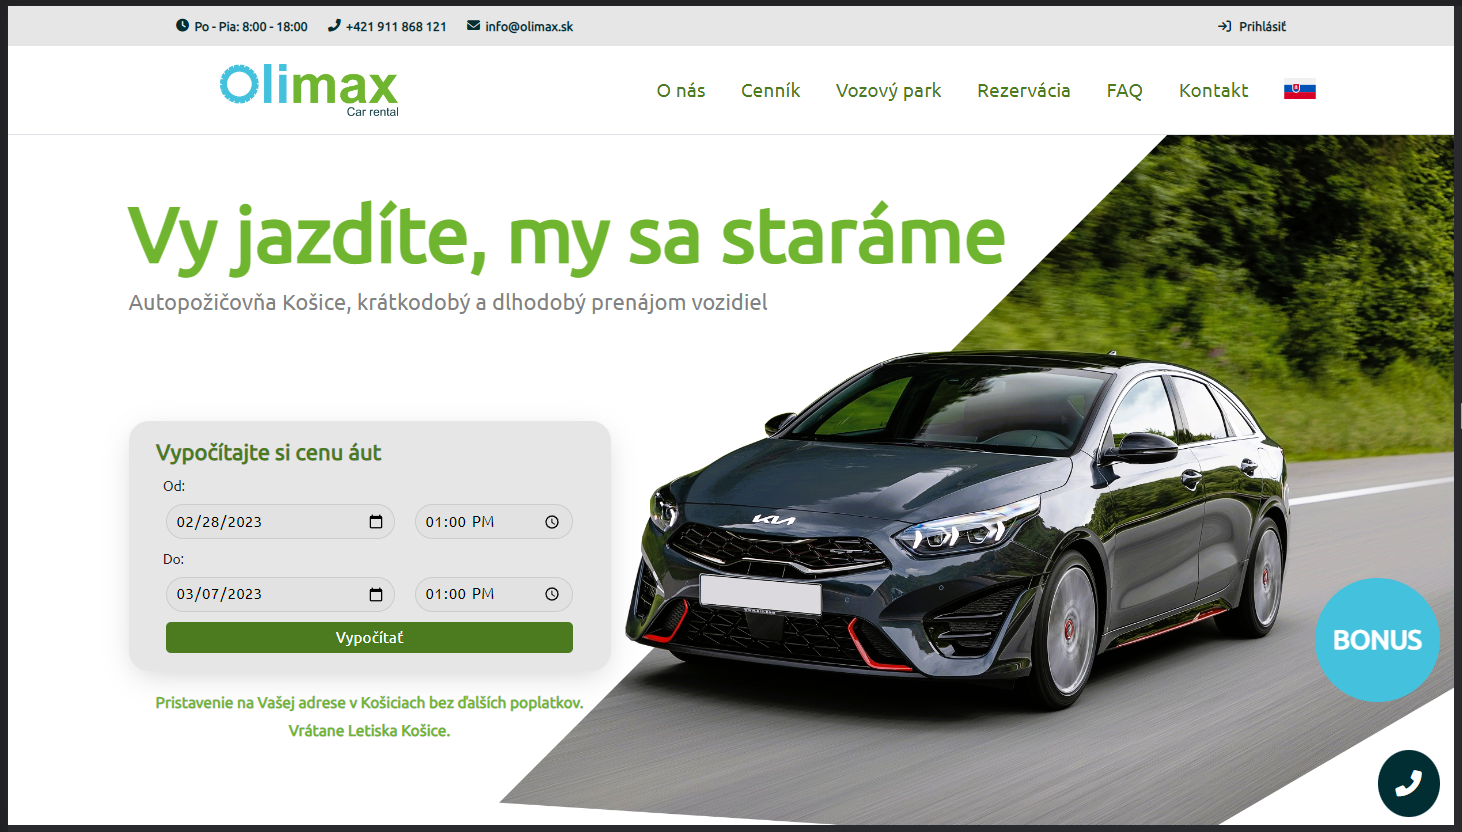 Po - Pia: 8:00 - 18:00 +421 911 868 121 info@olimax.sk Prihlásiť
Olimax
Car rental
O nás Cenník Vozový park Rezervácia FAQ Kontakt
Vy jazdíte, my sa staráme
Autopožičovňa Košice, krátkodobý a dlhodobý prenájom vozidiel
Vypočítajte si cenu áut
Od:
02/28/2023 01:00 PM
Do:
03/07/2023 01:00 PM
Vypočítať
Pristavenie na Vašej adrese v Košiciach bez ďalších poplatkov.
Vrátane Letiska Košice.
KIA
BONUS